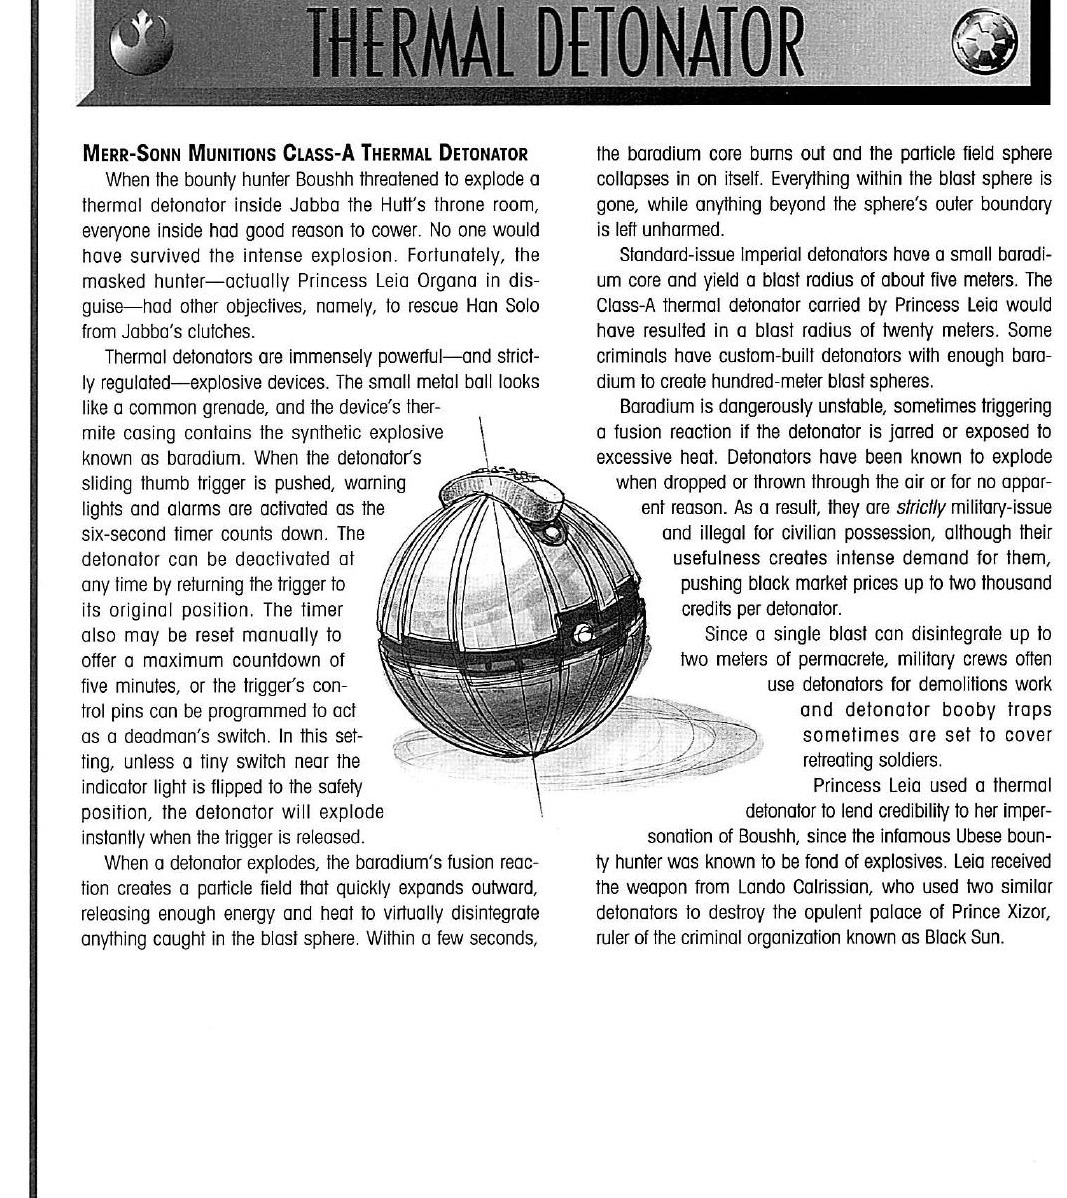 THERMAL DETONATOR
MERR-SONN MUNITIONS CLASS-A THERMAL DETONATOR
When the bounty hunter Boushh threatened to explode a
thermal detonator inside Jabba the Hutt's throne room,
everyone inside had good reason to cower. No one would
have survived the intense explosion. Fortunately, the
masked hunter—actually Princess Leia Organa in dis-
guise—had other objectives, namely, to rescue Han Solo
from Jabba's clutches.
Thermal detonators are immensely powerful—and strict-
ly regulated—explosive devices. The small metal ball looks
like a common grenade, and the device's ther-
mite casing contains the synthetic explosive
known as baradium. When the detonator's
sliding thumb trigger is pushed, warning
lights and alarms are activated as the
six-second timer counts down. The
detonator can be deactivated at
any time by returning the trigger to
its original position. The timer
also may be reset manually to
offer a maximum countdown of
five minutes, or the trigger's con-
trol pins can be programmed to act
as a deadman's switch. In this set-
ting, unless a tiny switch near the
indicator light is flipped to the safety
position, the detonator will explode
instantly when the trigger is released.
When a detonator explodes, the baradium's fusion reac-
tion creates a particle field that quickly expands outward,
releasing enough energy and heat to virtually disintegrate
anything caught in the blast sphere. Within a few seconds,
the baradium core burns out and the particle field sphere
collapses in on itself. Everything within the blast sphere is
gone, while anything beyond the sphere's outer boundary
is left unharmed.
Standard-issue Imperial detonators have a small baradi-
um core and yield a blast radius of about five meters. The
Class-A thermal detonator carried by Princess Leia would
have resulted in a blast radius of twenty meters. Some
criminals have custom-built detonators with enough bara-
dium to create hundred-meter blast spheres.
Baradium is dangerously unstable, sometimes triggering
a fusion reaction if the detonator is jarred or exposed to
excessive heat. Detonators have been known to explode
when dropped or thrown through the air or for no appar-
ent reason. As a result, they are strictly military-issue
and illegal for civilian possession, although their
usefulness creates intense demand for them,
pushing black market prices up to two thousand
credits per detonator.
Since a single blast can disintegrate up to
two meters of permacrete, military crews often
use detonators for demolitions work
and detonator booby traps
sometimes are set to cover
retreating soldiers.
Princess Leia used a thermal
detonator to lend credibility to her imper-
sonation of Boushh, since the infamous Ubese boun-
ty hunter was known to be fond of explosives. Leia received
the weapon from Lando Calrissian, who used two similar
detonators to destroy the opulent palace of Prince Xizor,
ruler of the criminal organization known as Black Sun.